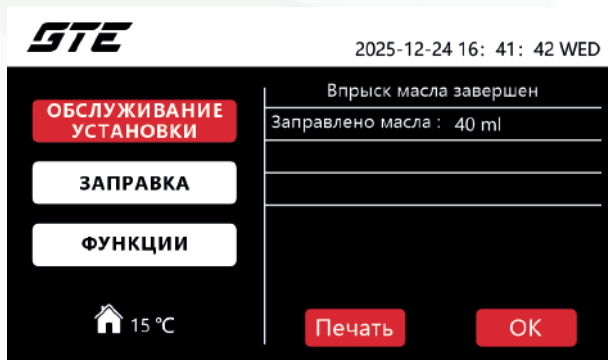 GTE
2025-12-24 16: 41: 42 WED
ОБСЛУЖИВАНИЕ
УСТАНОВКИ
ЗАПРАВКА
ФУНКЦИИ
15 ℃
Впрыск масла завершен
Заправлено масла : 40 ml
Печать
OK